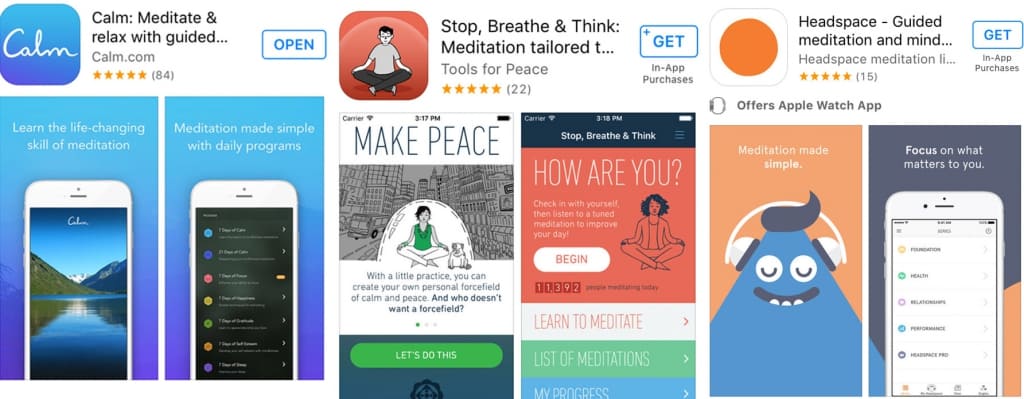 Calm
Calm: Meditate &
relax with guided...
Calm.com
(84)
OPEN
Learn the life-changing
skill of meditation
Calm
Meditation made simple
with daily programs
7 Days of Calm
21 Days of Calm
7 Days of Focus
7 Days of Happiness
7 Days of Gratitude
7 Days of Self-Esteem
7 Days of Sleep
Stop, Breathe & Think:
Meditation tailored t...
Tools for Peace
(22)
+GET
In-App
Purchases
Carrier 3:17 PM
MAKE PEACE
With a little practice, you can
create your own personal forcefield
of calm and peace. And who doesn't
want a forcefield?
LET'S DO THIS
Carrier 3:18 PM
Stop, Breathe & Think
HOW ARE YOU?
Check in with yourself,
then listen to a tuned
meditation to improve
your day!
BEGIN
11,392 people meditating today
LEARN TO MEDITATE
LIST OF MEDITATIONS
MY PROGRESS
Headspace - Guided
meditation and mind...
Headspace meditation li...
(15)
GET
In-App
Purchases
Offers Apple Watch App
Meditation made
simple.
Focus on what
matters to you.
9:41 AM
SERIES
FOUNDATION
HEALTH
RELATIONSHIPS
PERFORMANCE
HEADSPACE PRO